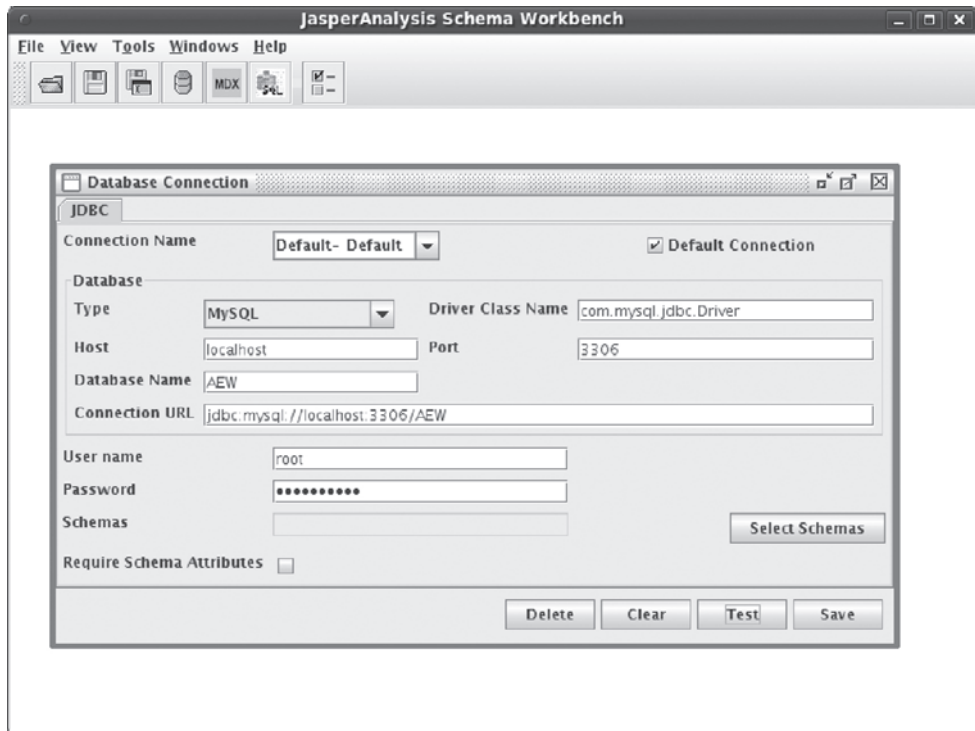 JasperAnalysis Schema Workbench
File View Tools Windows Help
MDX SQL
Database Connection
JDBC
Connection Name Default- Default Default Connection
Database
Type MySQL Driver Class Name com.mysql.jdbc.Driver
Host localhost Port 3306
Database Name AEW
Connection URL jdbc:mysql://localhost:3306/AEW
User name root
Password ••••••••••
Schemas Select Schemas
Require Schema Attributes
Delete Clear Test Save